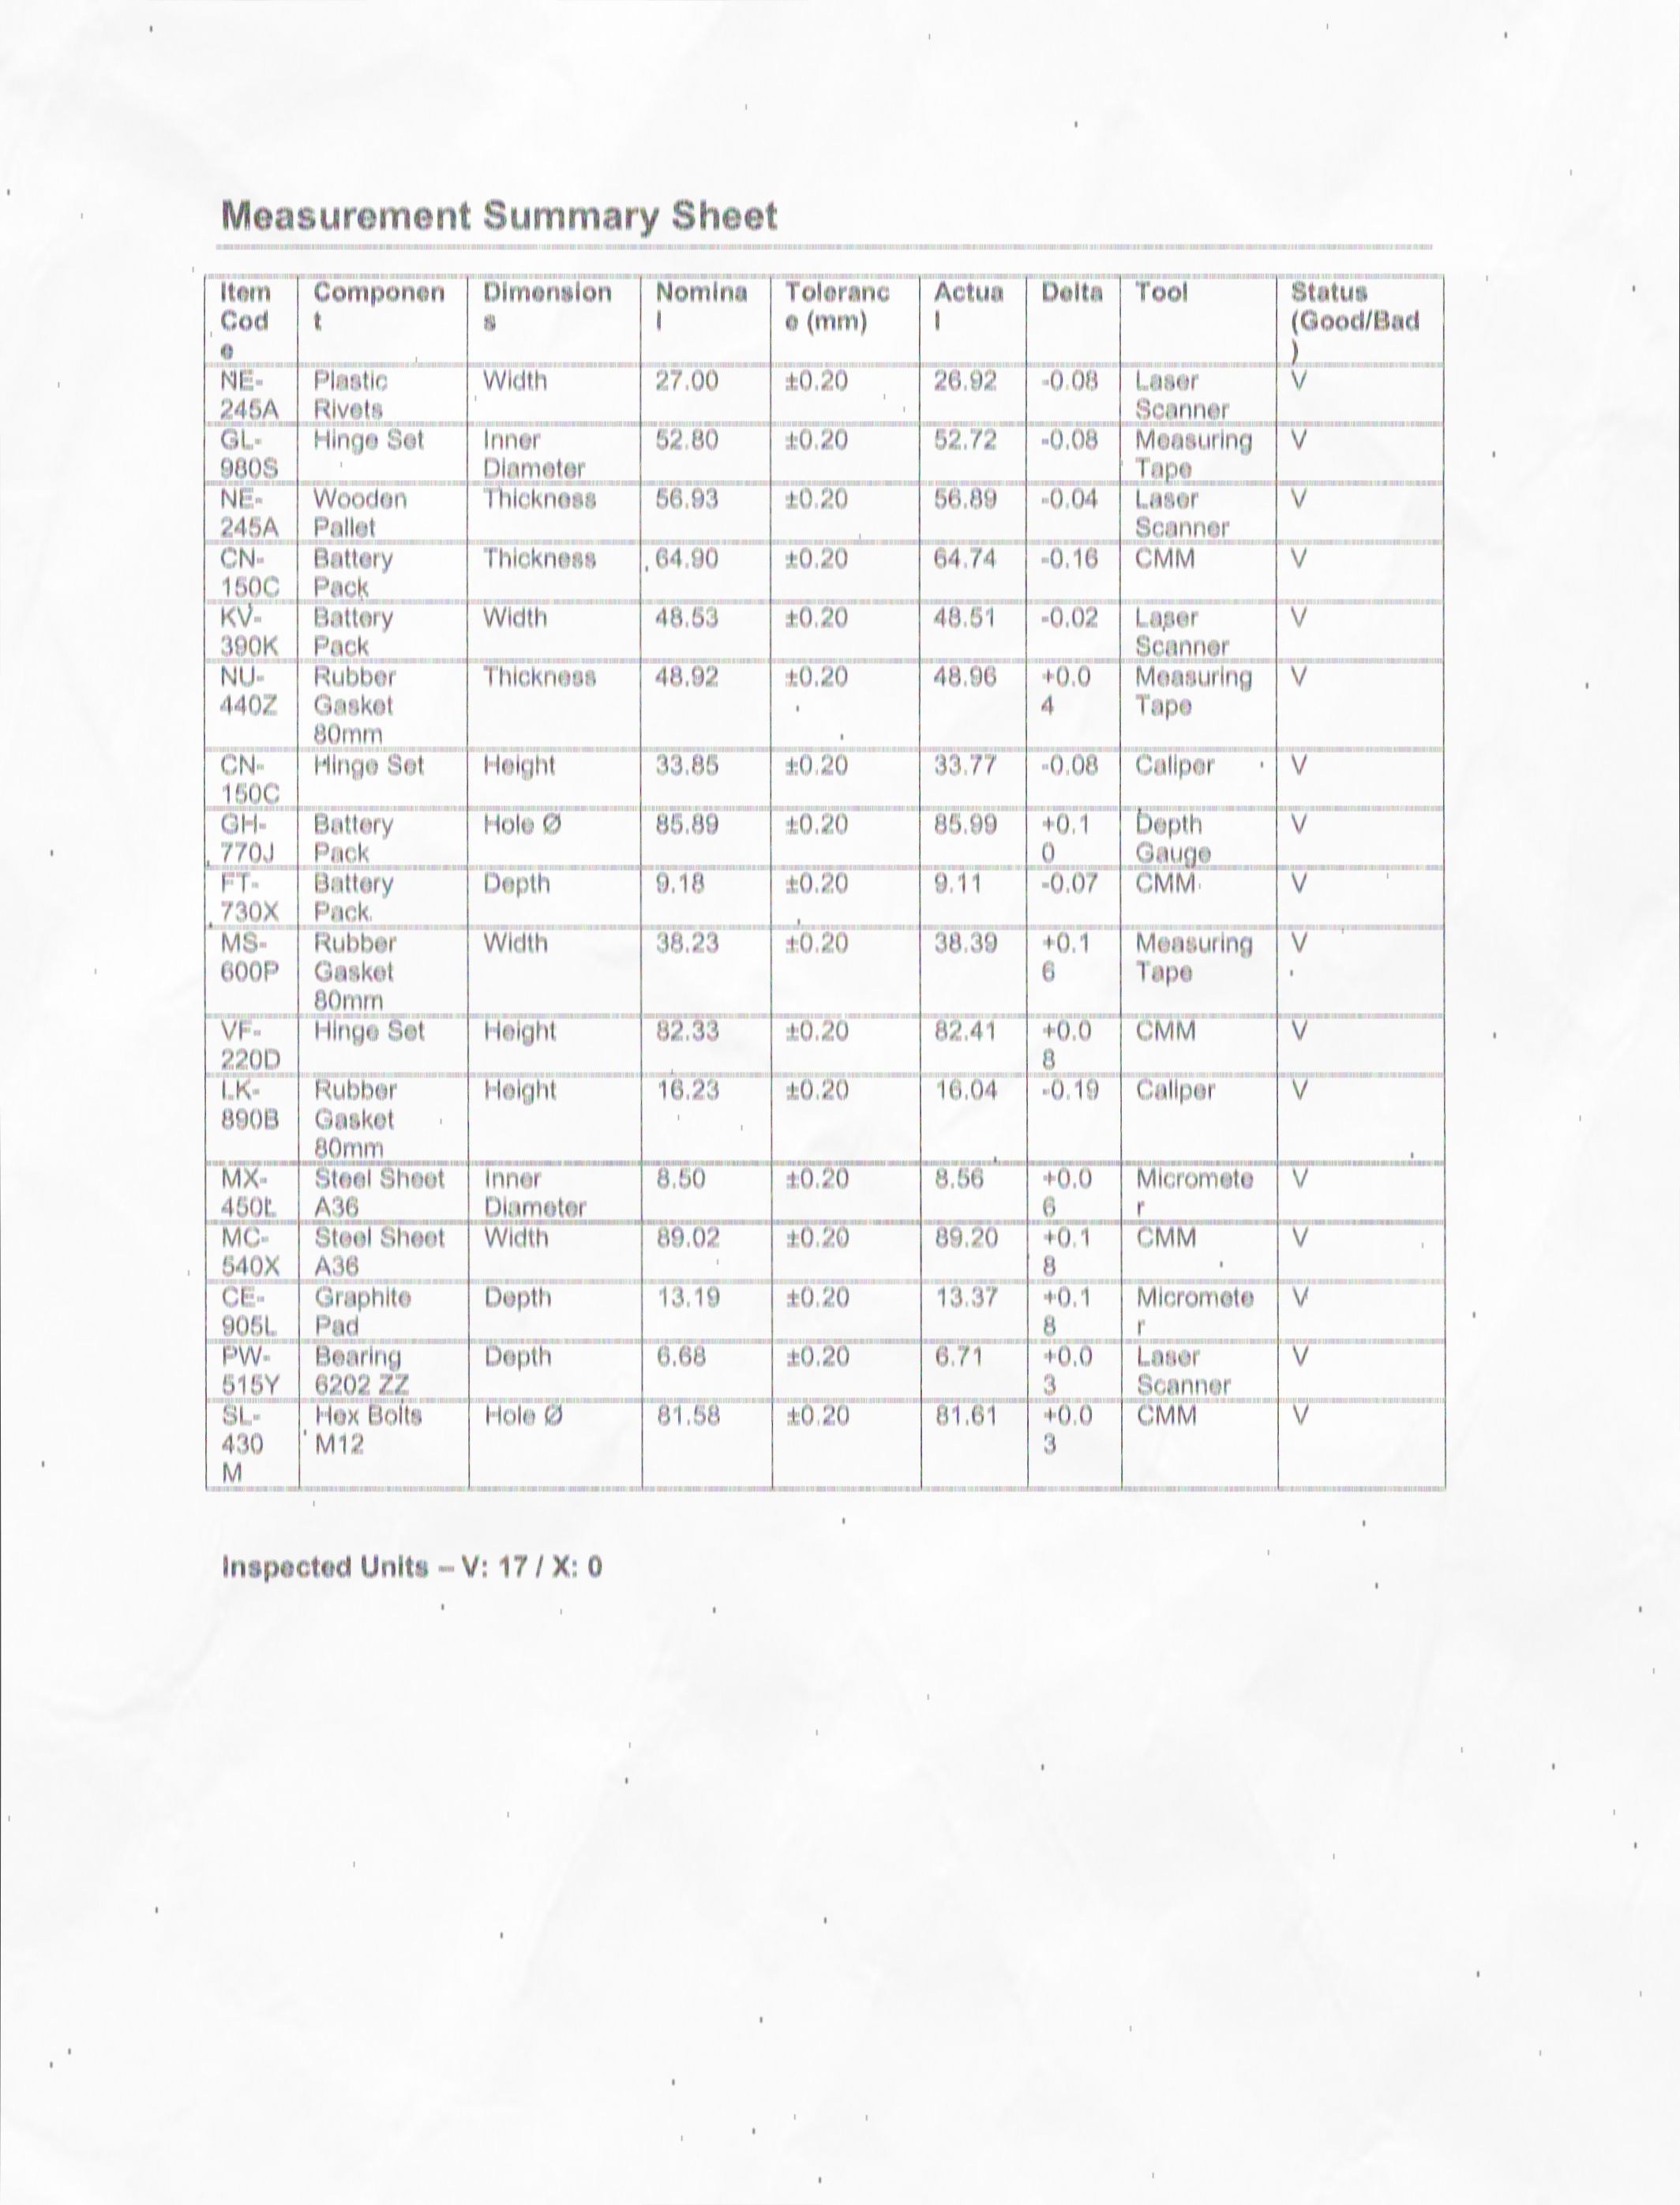 Measurement Summary Sheet
Item Code Component Dimensions Nominal Tolerance (mm) Actual Delta Tool Status (Good/Bad)
NE-245A Plastic Rivets Width 27.00 ±0.20 26.92 -0.08 Laser Scanner V
GL-980S Hinge Set Inner Diameter 52.80 ±0.20 52.72 -0.08 Measuring Tape V
NE-245A Wooden Pallet Thickness 56.93 ±0.20 56.89 -0.04 Laser Scanner V
CN-150C Battery Pack Thickness 64.90 ±0.20 64.74 -0.16 CMM V
KV-390K Battery Pack Width 48.53 ±0.20 48.51 -0.02 Laser Scanner V
NU-440Z Rubber Gasket 80mm Thickness 48.92 ±0.20 48.96 +0.04 Measuring Tape V
CN-150C Hinge Set Height 33.85 ±0.20 33.77 -0.08 Caliper V
GH-770J Battery Pack Hole Ø 85.89 ±0.20 85.99 +0.10 Depth Gauge V
FT-730X Battery Pack Depth 9.18 ±0.20 9.11 -0.07 CMM V
MS-600P Rubber Gasket 80mm Width 38.23 ±0.20 38.39 +0.16 Measuring Tape V
VF-220D Hinge Set Height 82.33 ±0.20 82.41 +0.08 CMM V
LK-890B Rubber Gasket 80mm Height 16.23 ±0.20 16.04 -0.19 Caliper V
MX-450L Steel Sheet A36 Inner Diameter 8.50 ±0.20 8.56 +0.06 Micrometer V
MC-540X Steel Sheet A36 Width 89.02 ±0.20 89.20 +0.18 CMM V
CE-905L Graphite Pad Depth 13.19 ±0.20 13.37 +0.18 Micrometer V
PW-515Y Bearing 6202 ZZ Depth 6.68 ±0.20 6.71 +0.03 Laser Scanner V
SL-430M Hex Bolts M12 Hole Ø 81.58 ±0.20 81.61 +0.03 CMM V
Inspected Units – V: 17 / X: 0